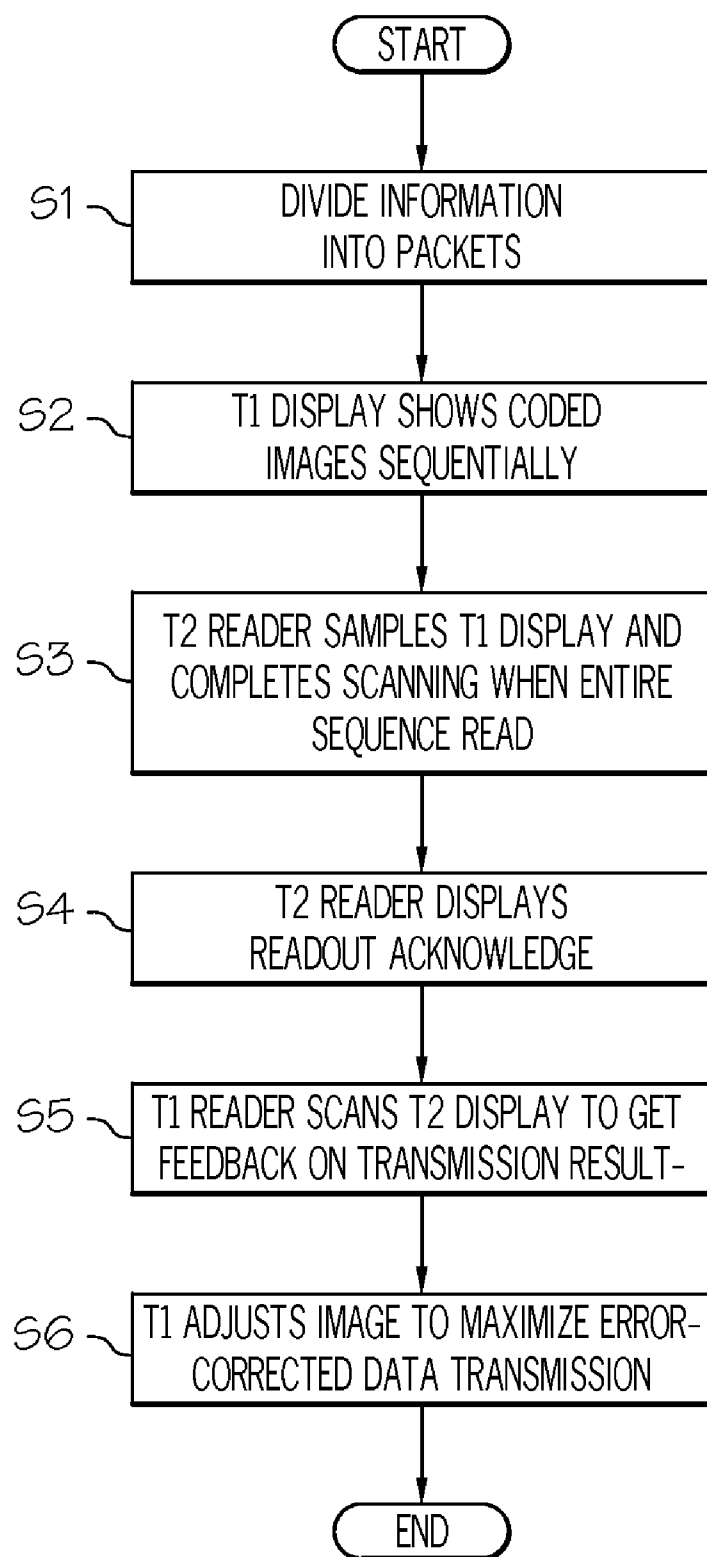 START
S1
DIVIDE INFORMATION
INTO PACKETS
S2
T1 DISPLAY SHOWS CODED
IMAGES SEQUENTIALLY
S3
T2 READER SAMPLES T1 DISPLAY AND
COMPLETES SCANNING WHEN ENTIRE
SEQUENCE READ
S4
T2 READER DISPLAYS
READOUT ACKNOWLEDGE
S5
T1 READER SCANS T2 DISPLAY TO GET
FEEDBACK ON TRANSMISSION RESULT-
S6
T1 ADJUSTS IMAGE TO MAXIMIZE ERROR-
CORRECTED DATA TRANSMISSION
END